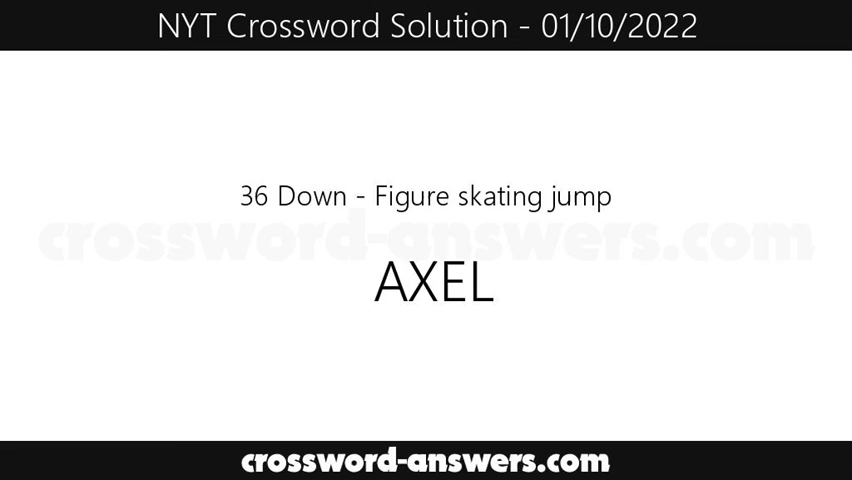 NYT Crossword Solution - 01/10/2022
36 Down - Figure skating jump
crossword-answers.com
AXEL
crossword-answers.com